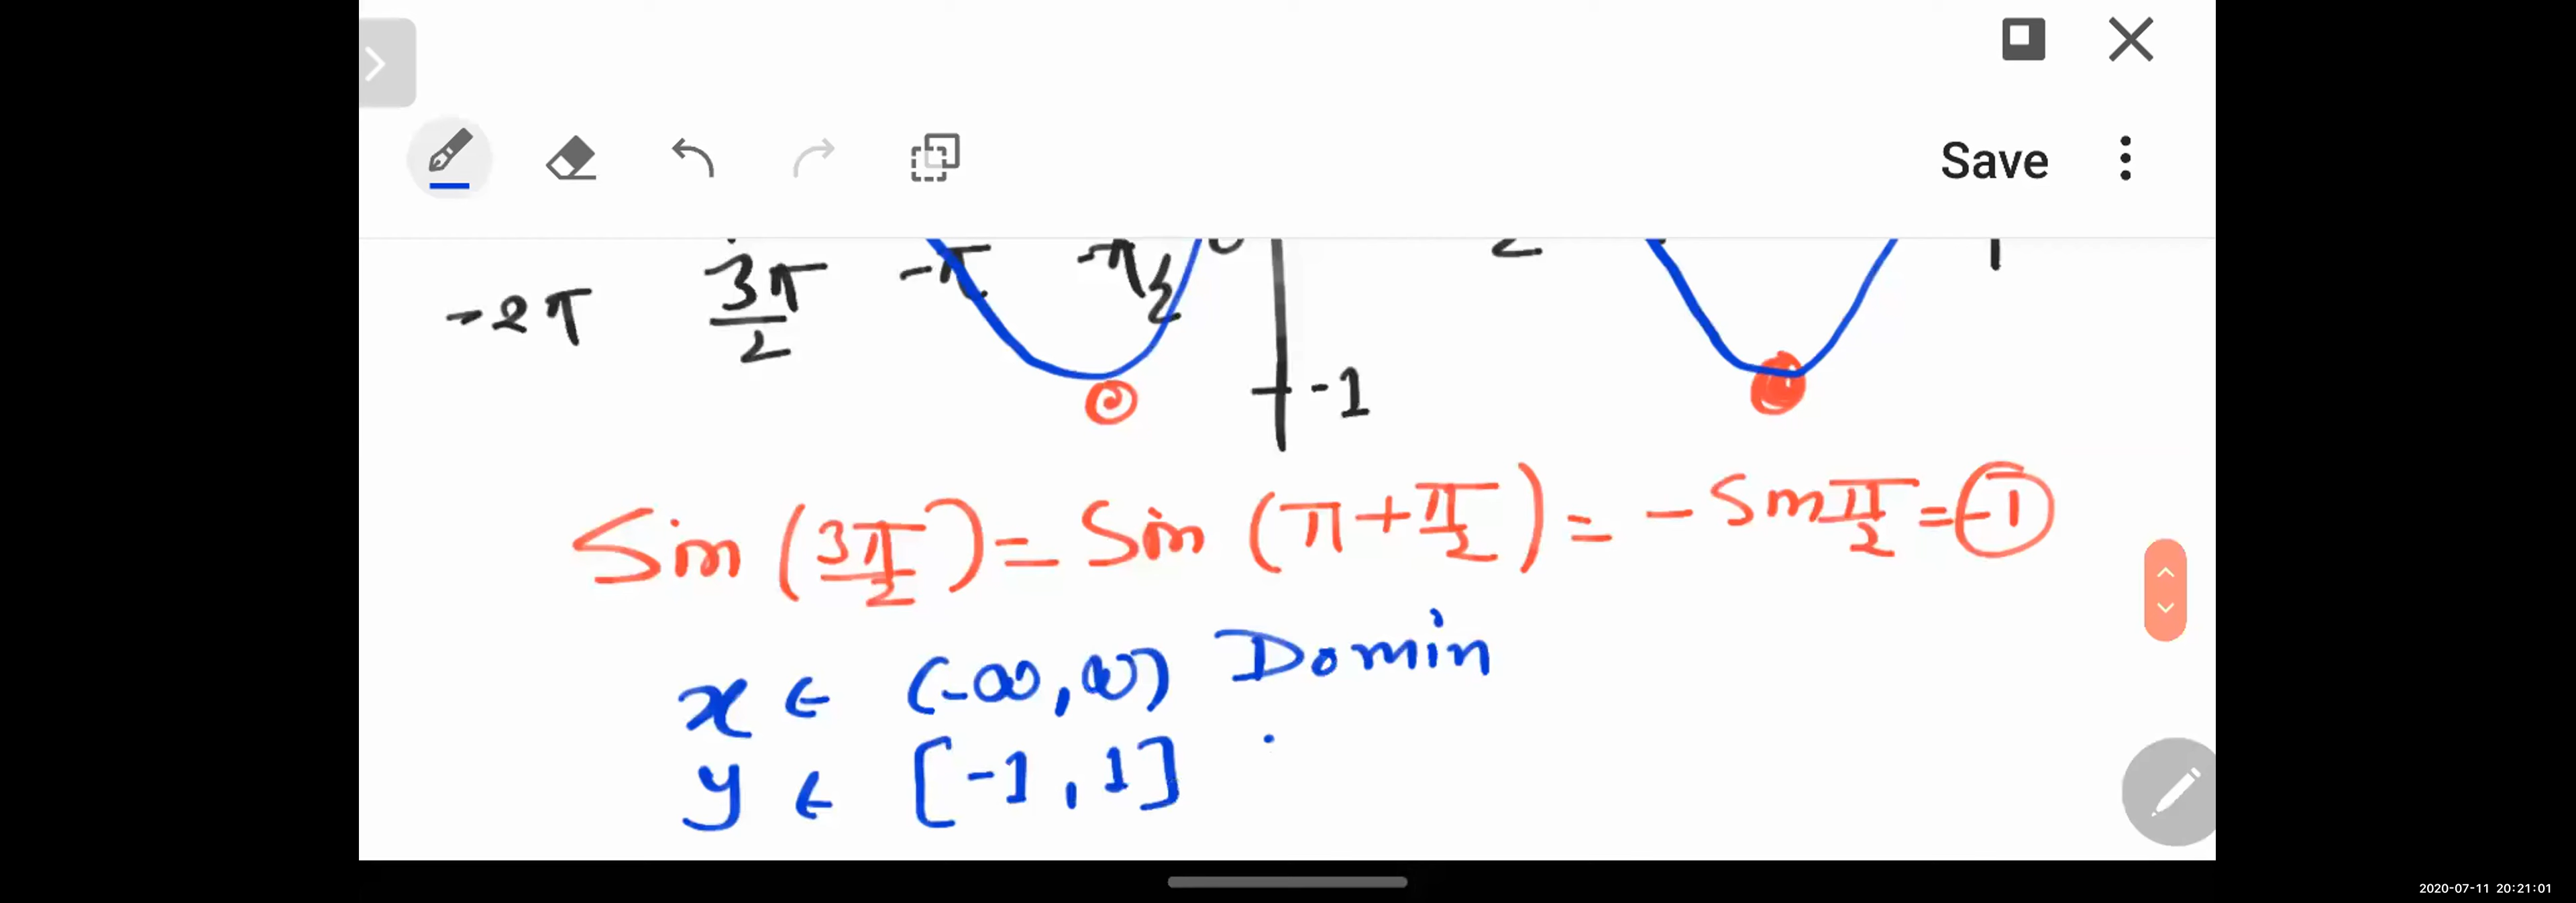 Save
-2π 3π/2 -π -π/2
-1
Sin (3π/2) = Sin (π+π/2) = - Sin π/2 = -1
x ∈ (-∞, ∞) Domin
y ∈ [-1, 1]
2020-07-11 20:21:01